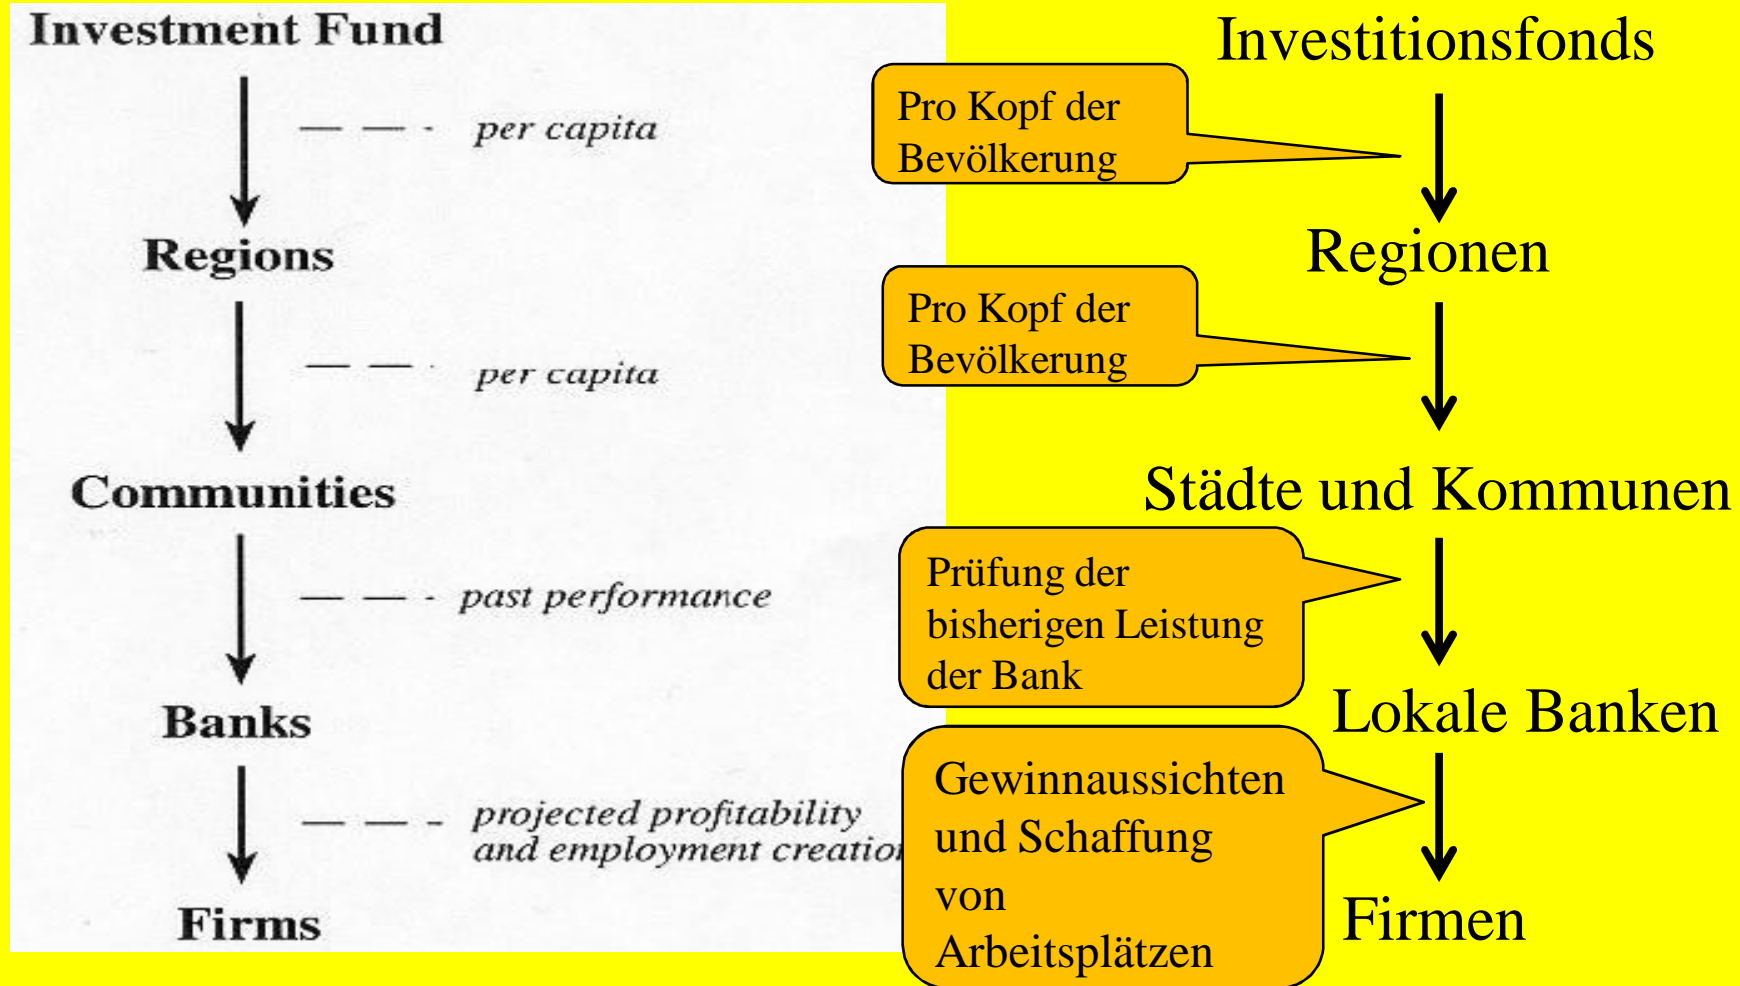 Investment Fund
per capita
Regions
per capita
Communities
past performance
Banks
projected profitability
and employment creation
Firms
Investitionsfonds
Pro Kopf der
Bevölkerung
Regionen
Pro Kopf der
Bevölkerung
Städte und Kommunen
Prüfung der
bisherigen Leistung
der Bank
Lokale Banken
Gewinnaussichten
und Schaffung
von
Arbeitsplätzen
Firmen